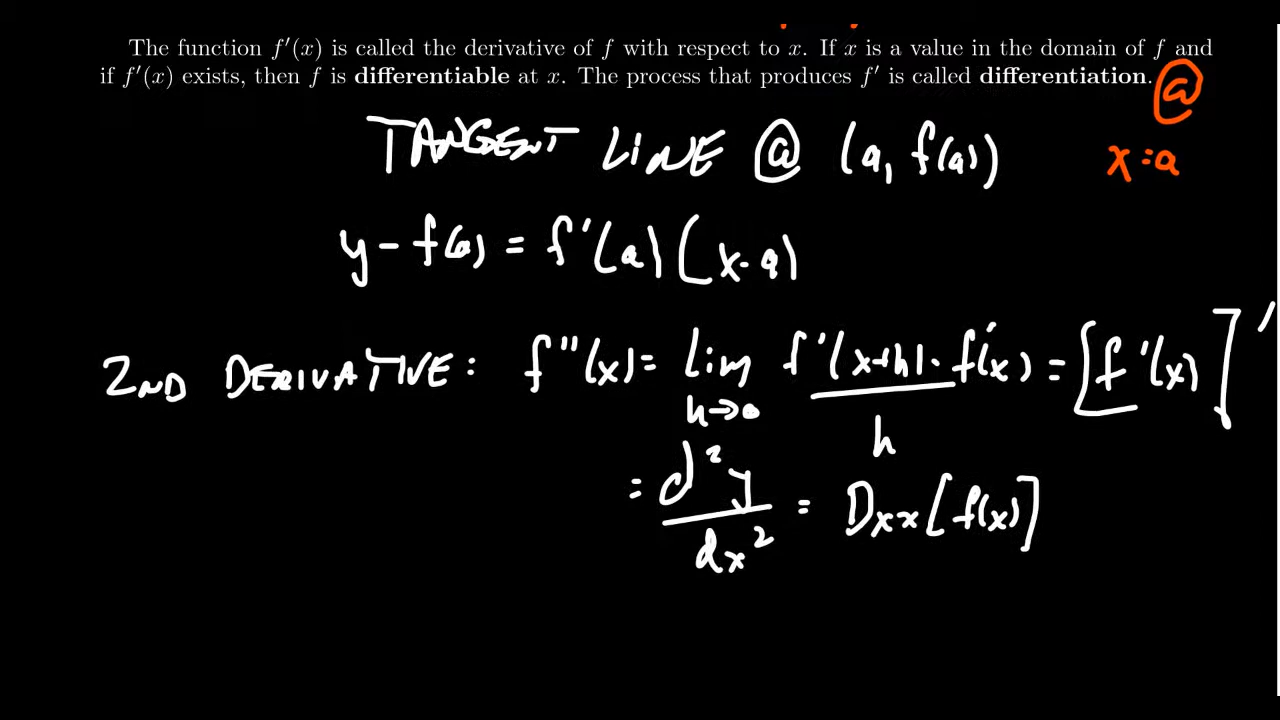 The function f′(x) is called the derivative of f with respect to x. If x is a value in the domain of f and
if f′(x) exists, then f is differentiable at x. The process that produces f′ is called differentiation.
@
x=a
TANGENT LINE @ (a, f(a))
y-f(a) = f'(a)(x-a)
2ND DERIVATIVE: f''(x) = lim h→0 f'(x+h) - f'(x) / h = [f'(x)]'
= d²y / dx² = Dxx[f(x)]